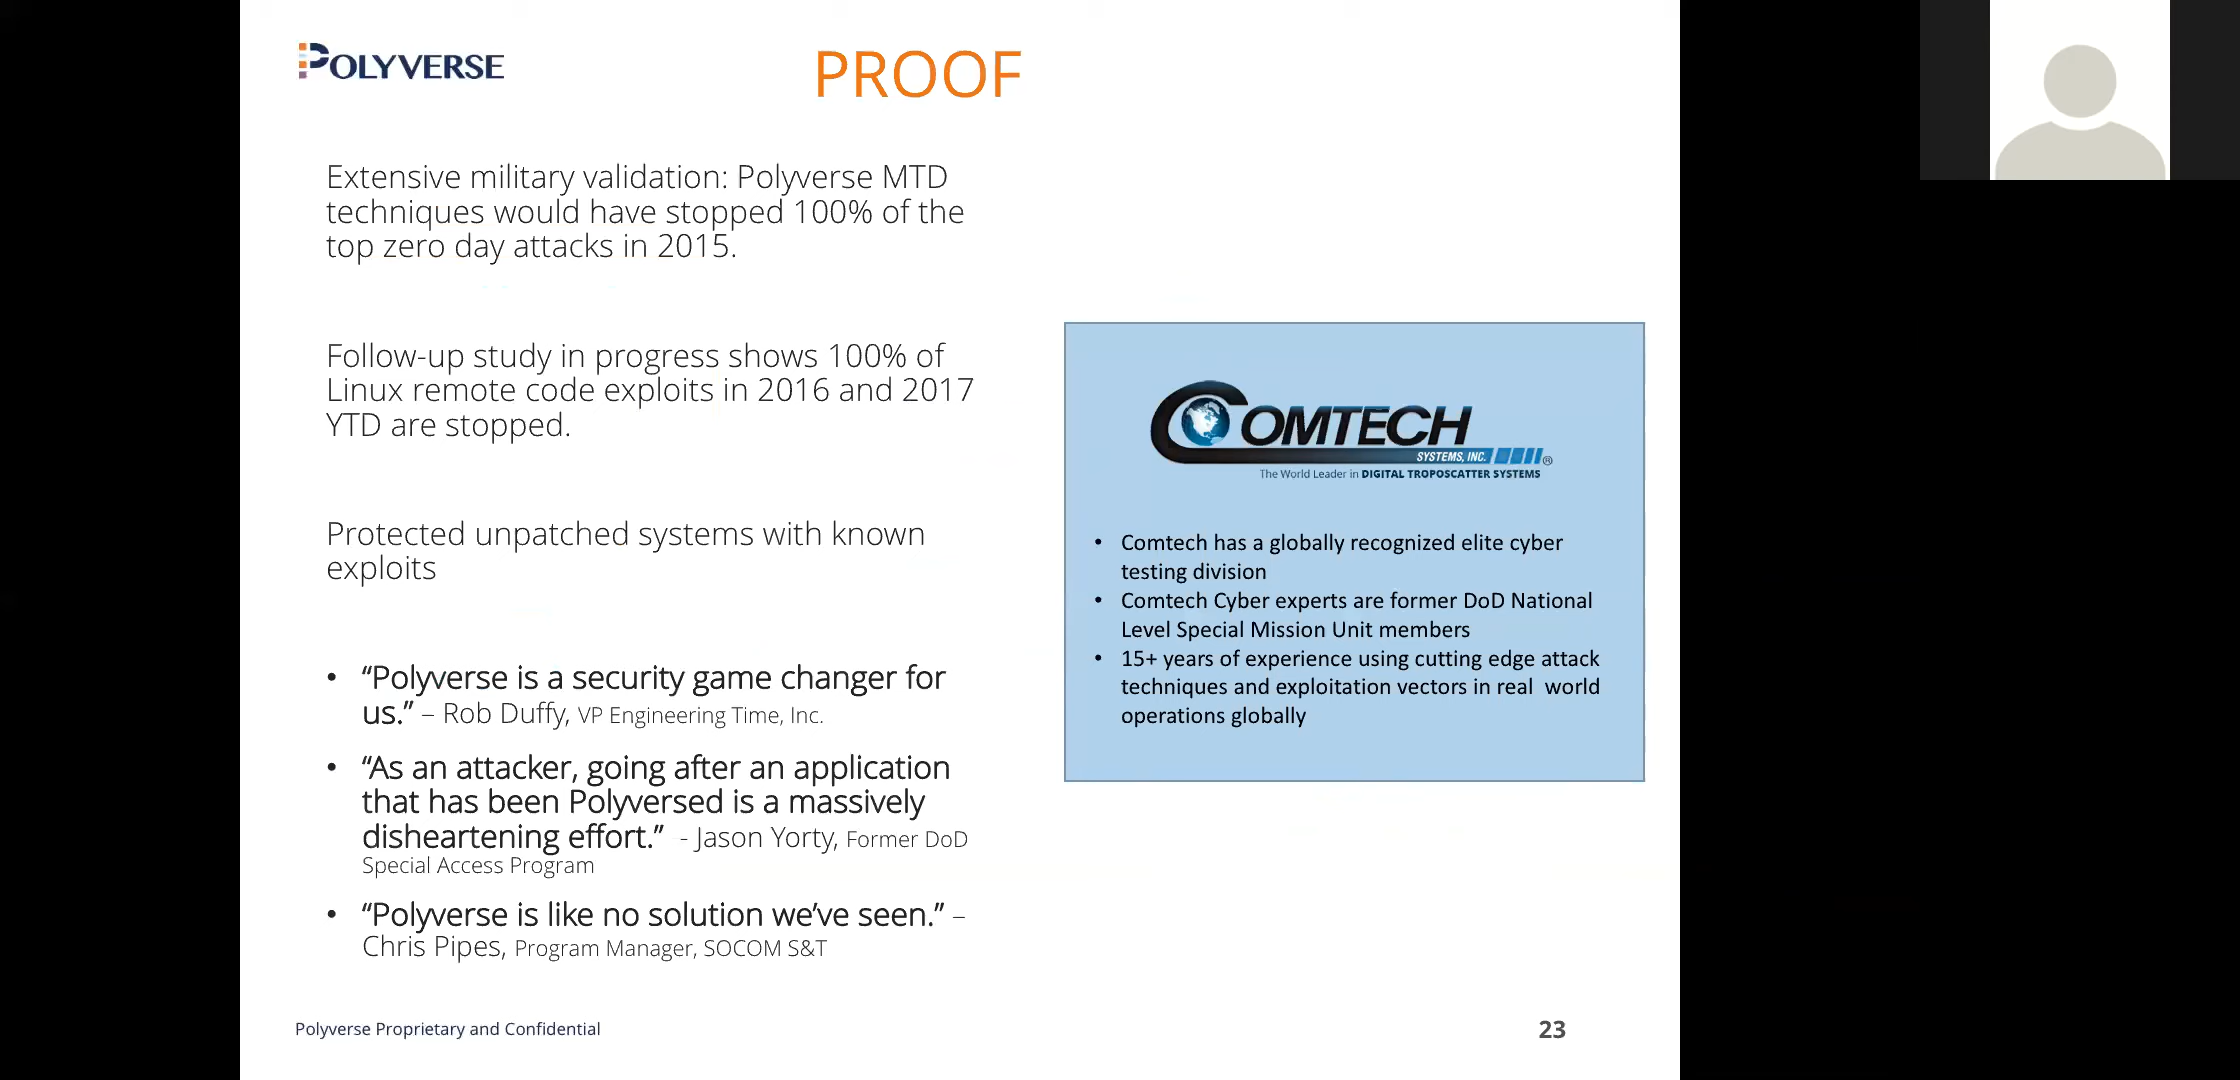 POLYVERSE
PROOF
Extensive military validation: Polyverse MTD
techniques would have stopped 100% of the
top zero day attacks in 2015.
Follow-up study in progress shows 100% of
Linux remote code exploits in 2016 and 2017
YTD are stopped.
Protected unpatched systems with known
exploits
• “Polyverse is a security game changer for
us.” – Rob Duffy, VP Engineering Time, Inc.
• “As an attacker, going after an application
that has been Polyversed is a massively
disheartening effort.” - Jason Yorty, Former DoD
Special Access Program
• “Polyverse is like no solution we’ve seen.” –
Chris Pipes, Program Manager, SOCOM S&T
COMTECH
SYSTEMS, INC. ®
The World Leader in DIGITAL TROPOSCATTER SYSTEMS
• Comtech has a globally recognized elite cyber
testing division
• Comtech Cyber experts are former DoD National
Level Special Mission Unit members
• 15+ years of experience using cutting edge attack
techniques and exploitation vectors in real world
operations globally
Polyverse Proprietary and Confidential
23